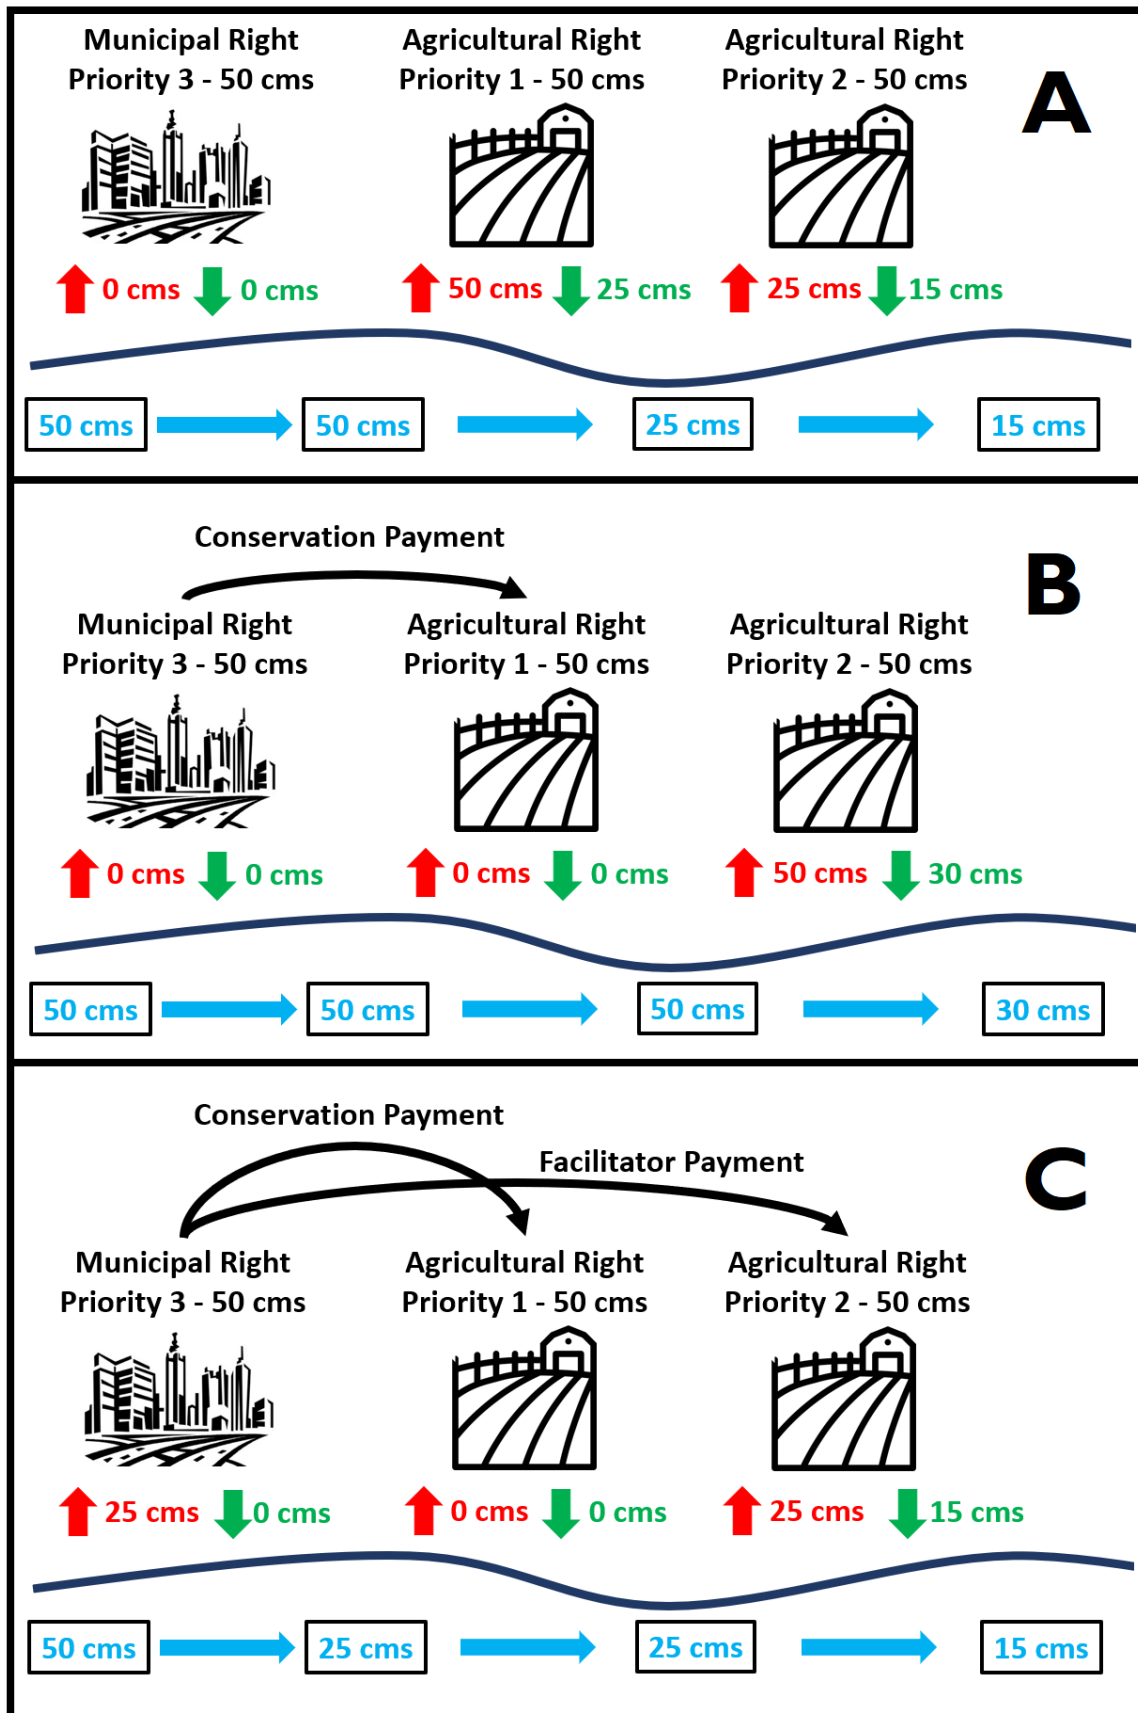 Municipal Right
Priority 3 - 50 cms
Agricultural Right
Priority 1 - 50 cms
Agricultural Right
Priority 2 - 50 cms
A
0 cms
0 cms
50 cms
25 cms
25 cms
15 cms
50 cms
50 cms
25 cms
15 cms
Conservation Payment
B
Municipal Right
Priority 3 - 50 cms
Agricultural Right
Priority 1 - 50 cms
Agricultural Right
Priority 2 - 50 cms
0 cms
0 cms
0 cms
0 cms
50 cms
30 cms
50 cms
50 cms
50 cms
30 cms
Conservation Payment
Facilitator Payment
C
Municipal Right
Priority 3 - 50 cms
Agricultural Right
Priority 1 - 50 cms
Agricultural Right
Priority 2 - 50 cms
25 cms
0 cms
0 cms
0 cms
25 cms
15 cms
50 cms
25 cms
25 cms
15 cms